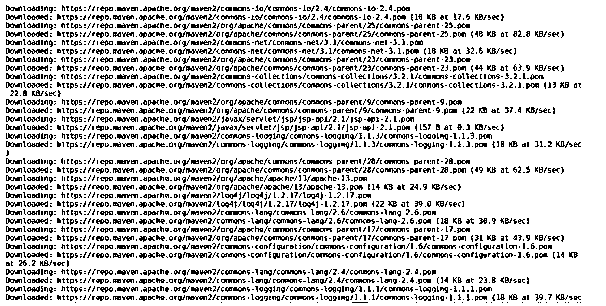 Downloading: https://repo.maven.apache.org/maven2/commons-io/commons-io/2.4/commons-io-2.4.pom
Downloaded: https://repo.maven.apache.org/maven2/commons-io/commons-io/2.4/commons-io-2.4.pom (10 KB at 17.6 KB/sec)
Downloading: https://repo.maven.apache.org/maven2/org/apache/commons/commons-parent/25/commons-parent-25.pom
Downloaded: https://repo.maven.apache.org/maven2/org/apache/commons/commons-parent/25/commons-parent-25.pom (48 KB at 82.8 KB/sec)
Downloading: https://repo.maven.apache.org/maven2/commons-net/commons-net/3.1/commons-net-3.1.pom
Downloaded: https://repo.maven.apache.org/maven2/commons-net/commons-net/3.1/commons-net-3.1.pom (18 KB at 32.6 KB/sec)
Downloading: https://repo.maven.apache.org/maven2/org/apache/commons/commons-parent/23/commons-parent-23.pom
Downloaded: https://repo.maven.apache.org/maven2/org/apache/commons/commons-parent/23/commons-parent-23.pom (44 KB at 63.9 KB/sec)
Downloading: https://repo.maven.apache.org/maven2/commons-collections/commons-collections/3.2.1/commons-collections-3.2.1.pom
Downloaded: https://repo.maven.apache.org/maven2/commons-collections/commons-collections/3.2.1/commons-collections-3.2.1.pom (13 KB at
22.8 KB/sec)
Downloading: https://repo.maven.apache.org/maven2/org/apache/commons/commons-parent/9/commons-parent-9.pom
Downloaded: https://repo.maven.apache.org/maven2/org/apache/commons/commons-parent/9/commons-parent-9.pom (22 KB at 37.4 KB/sec)
Downloading: https://repo.maven.apache.org/maven2/javax/servlet/jsp/jsp-api/2.1/jsp-api-2.1.pom
Downloaded: https://repo.maven.apache.org/maven2/javax/servlet/jsp/jsp-api/2.1/jsp-api-2.1.pom (157 B at 0.3 KB/sec)
Downloading: https://repo.maven.apache.org/maven2/commons-logging/commons-logging/1.1.3/commons-logging-1.1.3.pom
Downloaded: https://repo.maven.apache.org/maven2/commons-logging/commons-logging/1.1.3/commons-logging-1.1.3.pom (18 KB at 31.2 KB/sec
)
Downloading: https://repo.maven.apache.org/maven2/org/apache/commons/commons-parent/28/commons-parent-28.pom
Downloaded: https://repo.maven.apache.org/maven2/org/apache/commons/commons-parent/28/commons-parent-28.pom (49 KB at 62.5 KB/sec)
Downloading: https://repo.maven.apache.org/maven2/org/apache/apache/13/apache-13.pom
Downloaded: https://repo.maven.apache.org/maven2/org/apache/apache/13/apache-13.pom (14 KB at 24.9 KB/sec)
Downloading: https://repo.maven.apache.org/maven2/log4j/log4j/1.2.17/log4j-1.2.17.pom
Downloaded: https://repo.maven.apache.org/maven2/log4j/log4j/1.2.17/log4j-1.2.17.pom (22 KB at 39.0 KB/sec)
Downloading: https://repo.maven.apache.org/maven2/commons-lang/commons-lang/2.6/commons-lang-2.6.pom
Downloaded: https://repo.maven.apache.org/maven2/commons-lang/commons-lang/2.6/commons-lang-2.6.pom (18 KB at 30.9 KB/sec)
Downloading: https://repo.maven.apache.org/maven2/org/apache/commons/commons-parent/17/commons-parent-17.pom
Downloaded: https://repo.maven.apache.org/maven2/org/apache/commons/commons-parent/17/commons-parent-17.pom (31 KB at 47.9 KB/sec)
Downloading: https://repo.maven.apache.org/maven2/commons-configuration/commons-configuration/1.6/commons-configuration-1.6.pom
Downloaded: https://repo.maven.apache.org/maven2/commons-configuration/commons-configuration/1.6/commons-configuration-1.6.pom (14 KB
at 26.2 KB/sec)
Downloading: https://repo.maven.apache.org/maven2/commons-lang/commons-lang/2.4/commons-lang-2.4.pom
Downloaded: https://repo.maven.apache.org/maven2/commons-lang/commons-lang/2.4/commons-lang-2.4.pom (14 KB at 23.8 KB/sec)
Downloading: https://repo.maven.apache.org/maven2/commons-logging/commons-logging/1.1.1/commons-logging-1.1.1.pom
Downloaded: https://repo.maven.apache.org/maven2/commons-logging/commons-logging/1.1.1/commons-logging-1.1.1.pom (18 KB at 30.7 KB/sec